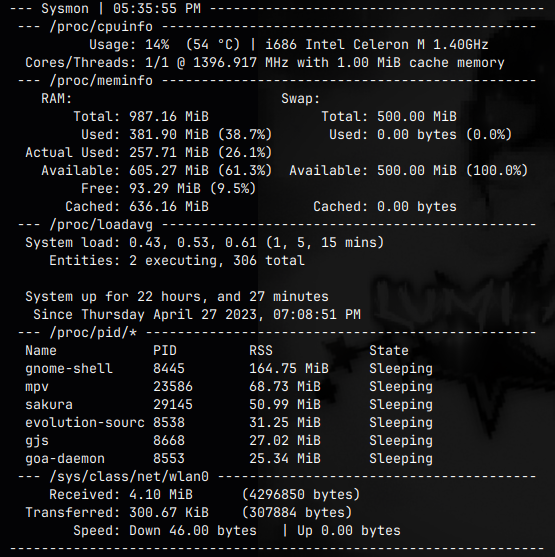 --- Sysmon | 05:35:55 PM ------------------------------------------
--- /proc/cpuinfo ------------------------------------------------
Usage: 14% (54 °C) | i686 Intel Celeron M 1.40GHz
Cores/Threads: 1/1 @ 1396.917 MHz with 1.00 MiB cache memory
--- /proc/meminfo ------------------------------------------------
RAM: Swap:
Total: 987.16 MiB Total: 500.00 MiB
Used: 381.90 MiB (38.7%) Used: 0.00 bytes (0.0%)
Actual Used: 257.71 MiB (26.1%)
Available: 605.27 MiB (61.3%) Available: 500.00 MiB (100.0%)
Free: 93.29 MiB (9.5%)
Cached: 636.16 MiB Cached: 0.00 bytes
--- /proc/loadavg ------------------------------------------------
System load: 0.43, 0.53, 0.61 (1, 5, 15 mins)
Entities: 2 executing, 306 total
System up for 22 hours, and 27 minutes
Since Thursday April 27 2023, 07:08:51 PM
--- /proc/pid/* --------------------------------------------------
Name PID RSS State
gnome-shell 8445 164.75 MiB Sleeping
mpv 23586 68.73 MiB Sleeping
sakura 29145 50.99 MiB Sleeping
evolution-sourc 8538 31.25 MiB Sleeping
gjs 8668 27.02 MiB Sleeping
goa-daemon 8553 25.34 MiB Sleeping
--- /sys/class/net/wlan0 -----------------------------------------
Received: 4.10 MiB (4296850 bytes)
Transferred: 300.67 KiB (307884 bytes)
Speed: Down 46.00 bytes | Up 0.00 bytes
-------------------------------------------------------------------